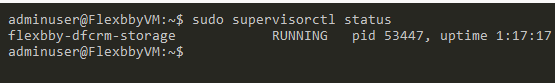 adminuser@FlexbbyVM:~$ sudo supervisorctl status
flexbby-dfcrm-storage            RUNNING   pid 53447, uptime 1:17:17
adminuser@FlexbbyVM:~$